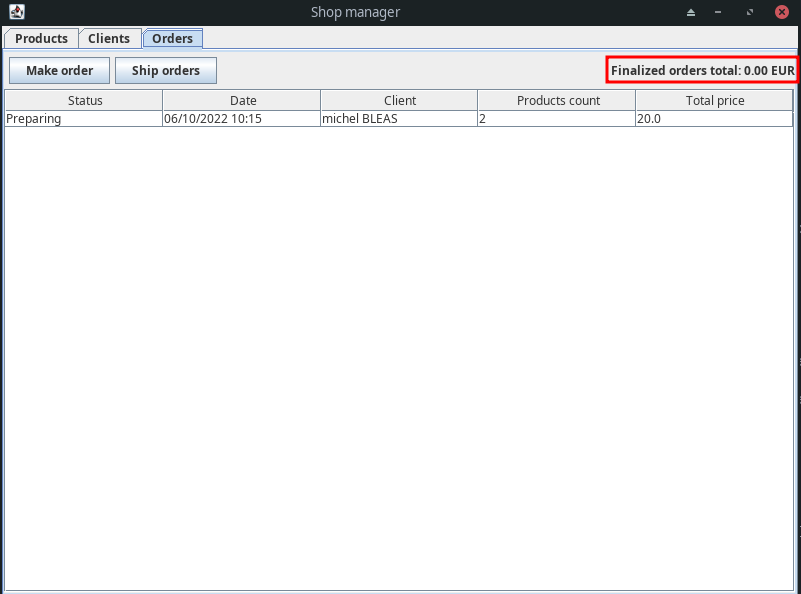 Shop manager
Products Clients Orders
Make order Ship orders Finalized orders total: 0.00 EUR
Status Date Client Products count Total price
Preparing 06/10/2022 10:15 michel BLEAS 2 20.0